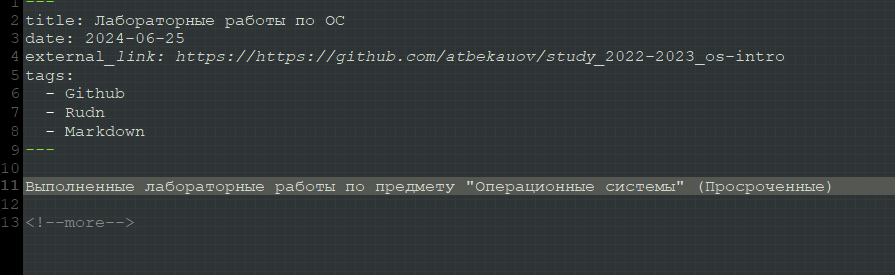 1 ---
2 title: Лабораторные работы по ОС
3 date: 2024-06-25
4 external_link: https://https://github.com/atbekauov/study_2022-2023_os-intro
5 tags:
6   - Github
7   - Rudn
8   - Markdown
9 ---
10
11 Выполненные лабораторные работы по предмету "Операционные системы" (Просроченные)
12
13 <!--more-->